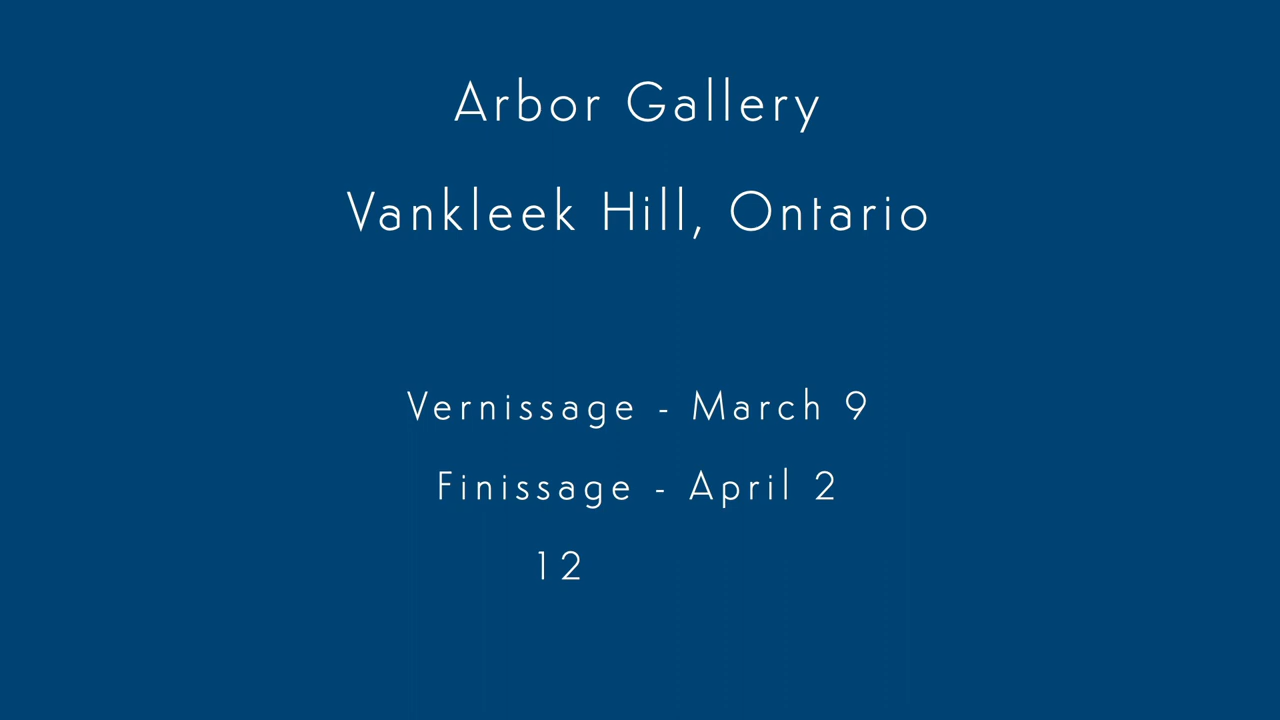 Arbor Gallery
Vankleek Hill, Ontario
Vernissage - March 9
Finissage - April 2
12